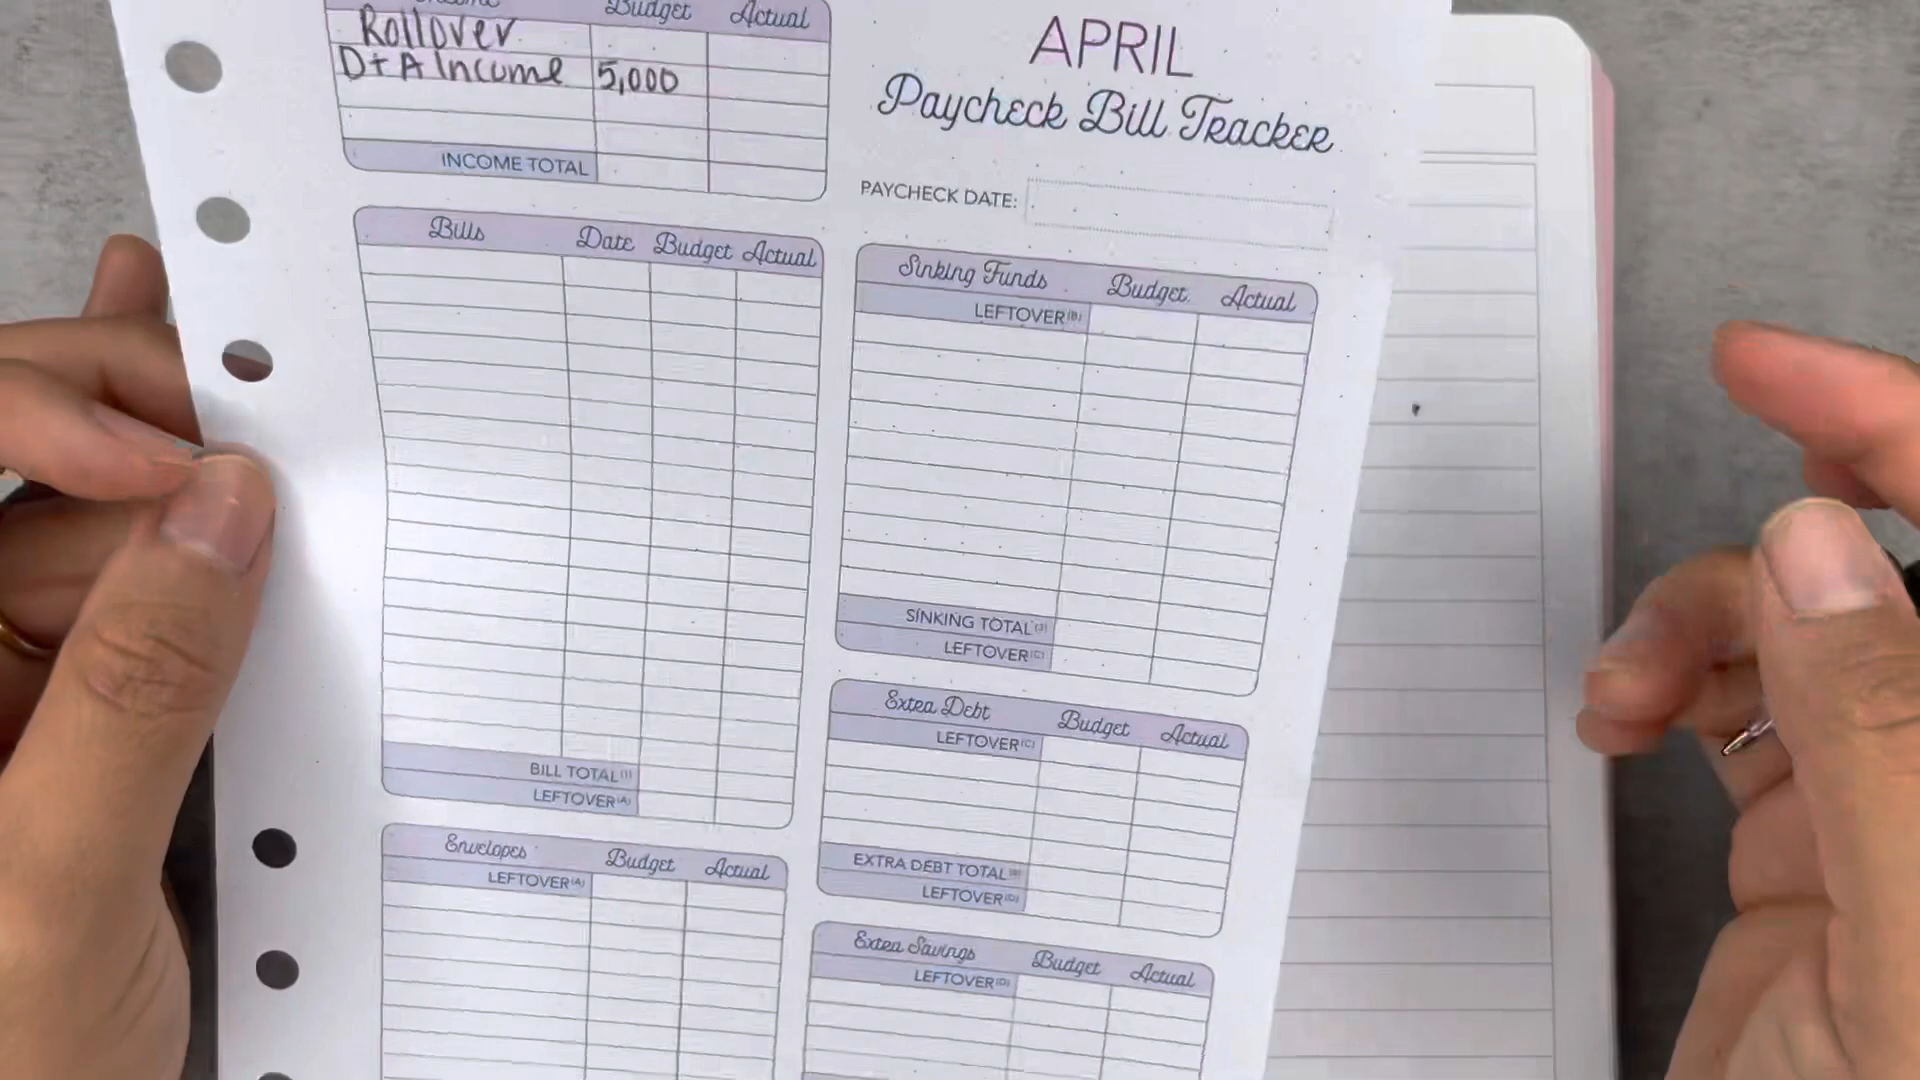 Budget Actual
Rollover
D+A Income 5,000
INCOME TOTAL
APRIL
Paycheck Bill Tracker
PAYCHECK DATE:
Bills Date Budget Actual
BILL TOTAL (1)
LEFTOVER (A)
Envelopes Budget Actual
LEFTOVER (A)
Sinking Funds Budget Actual
LEFTOVER (B)
SINKING TOTAL (3)
LEFTOVER (C)
Extra Debt Budget Actual
LEFTOVER (C)
EXTRA DEBT TOTAL
LEFTOVER (D)
Extra Savings Budget Actual
LEFTOVER (D)